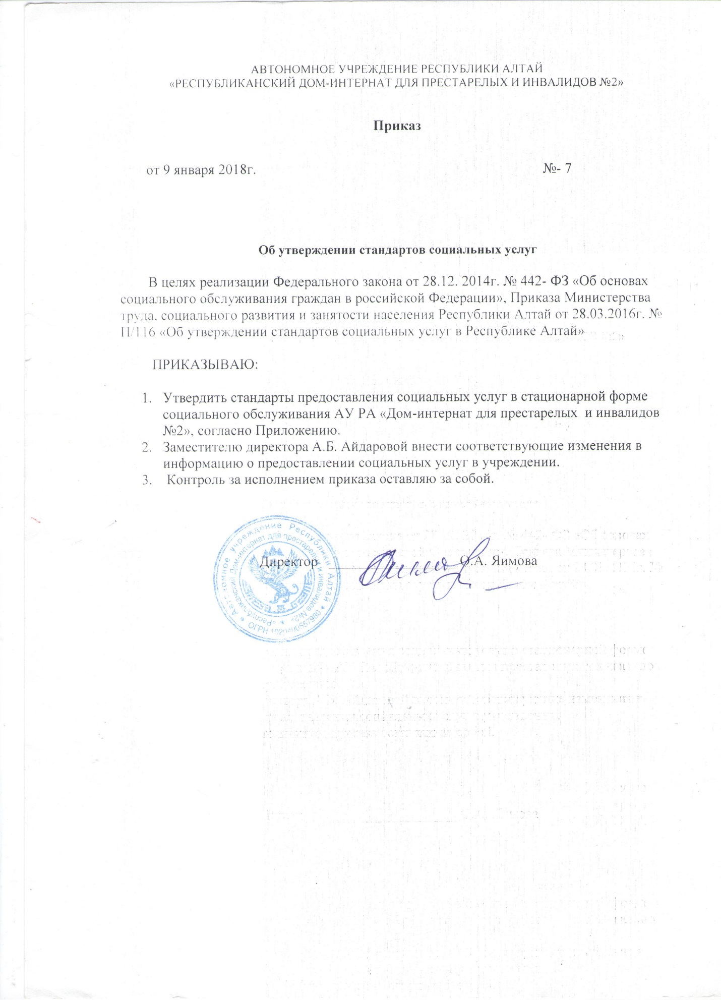 АВТОНОМНОЕ УЧРЕЖДЕНИЕ РЕСПУБЛИКИ АЛТАЙ
«РЕСПУБЛИКАНСКИЙ ДОМ-ИНТЕРНАТ ДЛЯ ПРЕСТАРЕЛЫХ И ИНВАЛИДОВ №2»
Приказ
от 9 января 2018г. №- 7
Об утверждении стандартов социальных услуг
В целях реализации Федерального закона от 28.12. 2014г. № 442- ФЗ «Об основах
социального обслуживания граждан в российской Федерации», Приказа Министерства
труда, социального развития и занятости населения Республики Алтай от 28.03.2016г. №
П/116 «Об утверждении стандартов социальных услуг в Республике Алтай»
ПРИКАЗЫВАЮ:
1. Утвердить стандарты предоставления социальных услуг в стационарной форме
социального обслуживания АУ РА «Дом-интернат для престарелых и инвалидов
№2», согласно Приложению.
2. Заместителю директора А.Б. Айдаровой внести соответствующие изменения в
информацию о предоставлении социальных услуг в учреждении.
3. Контроль за исполнением приказа оставляю за собой.
Директор О.А. Яимова
Автономное учреждение Республики Алтай
«Республиканский Дом-интернат для престарелых и инвалидов №2»
ОГРН